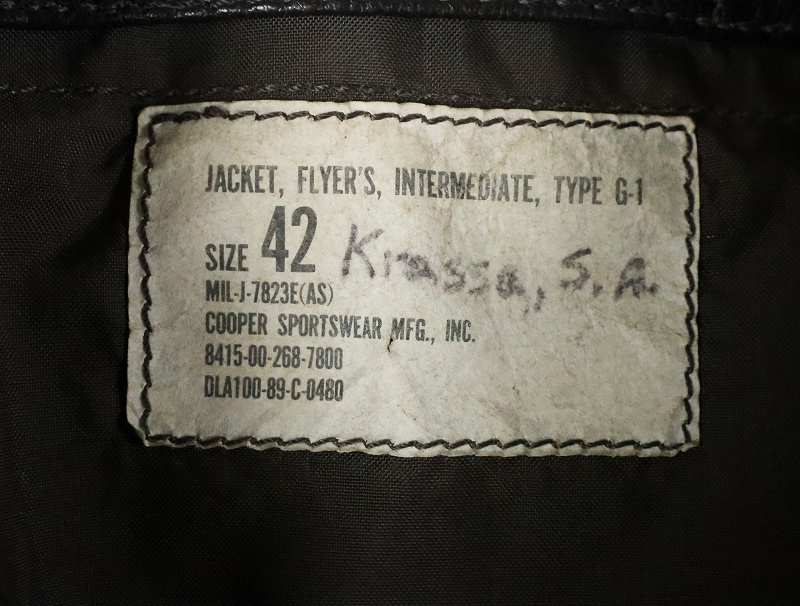 JACKET, FLYER'S, INTERMEDIATE, TYPE G-1
SIZE 42 Krassa, S. A.
MIL-J-7823E(AS)
COOPER SPORTSWEAR MFG., INC.
8415-00-268-7800
DLA100-89-C-0480